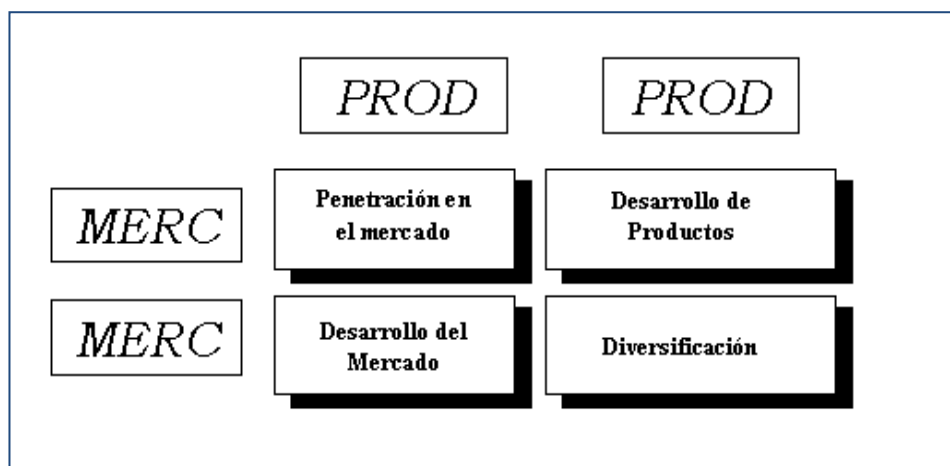 PROD
PROD
MERC
Penetración en
el mercado
Desarrollo de
Productos
MERC
Desarrollo del
Mercado
Diversificación